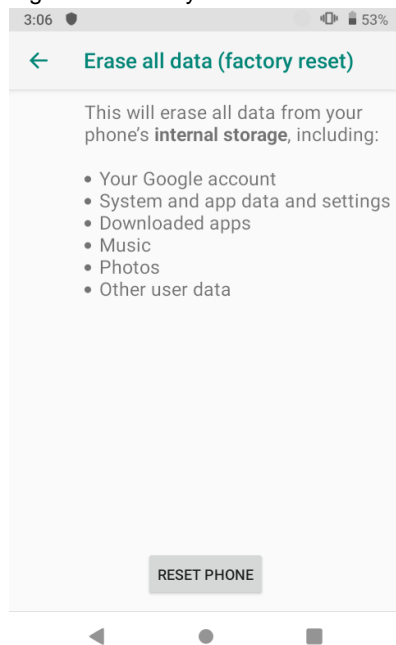 3:06
53%
Erase all data (factory reset)
This will erase all data from your
phone's internal storage, including:
• Your Google account
• System and app data and settings
• Downloaded apps
• Music
• Photos
• Other user data
RESET PHONE